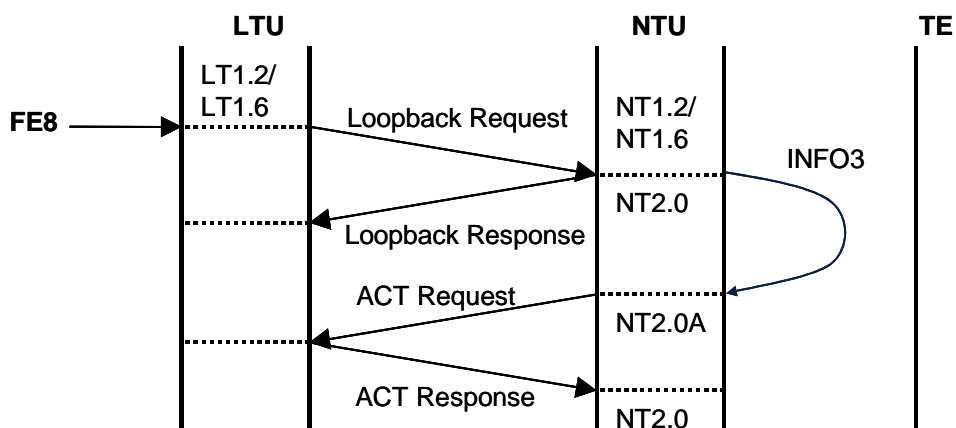 LTU
NTU
TE
LT1.2/
LT1.6
FE8
Loopback Request
NT1.2/
NT1.6
INFO3
NT2.0
Loopback Response
ACT Request
NT2.0A
ACT Response
NT2.0